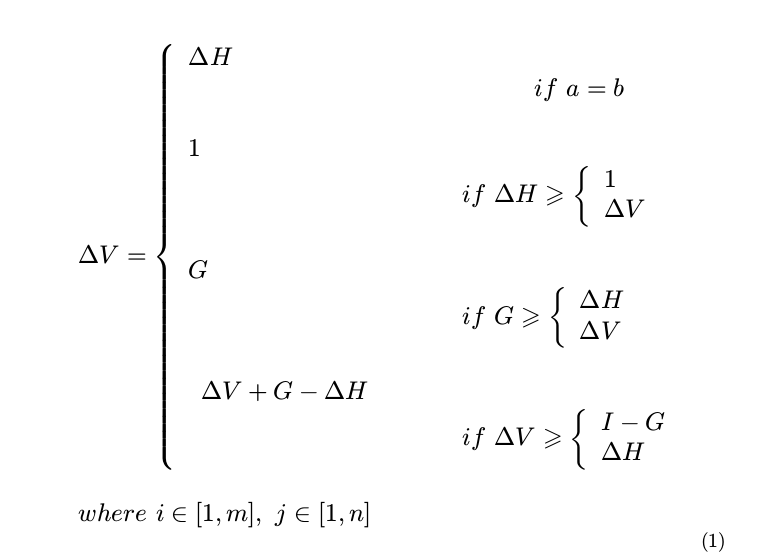 ΔH
if a = b
1
if ΔH ⩾ { 1
ΔV
ΔV = {
G
if G ⩾ { ΔH
ΔV
ΔV + G − ΔH
if ΔV ⩾ { I − G
ΔH
where i ∈ [1, m], j ∈ [1, n]
(1)